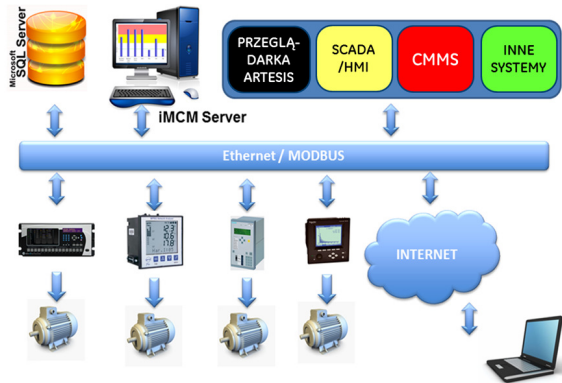 Microsoft
SQL Server
iMCM Server
PRZEGLĄ-
DARKA
ARTESIS
SCADA
/HMI
CMMS
INNE
SYSTEMY
Ethernet / MODBUS
INTERNET